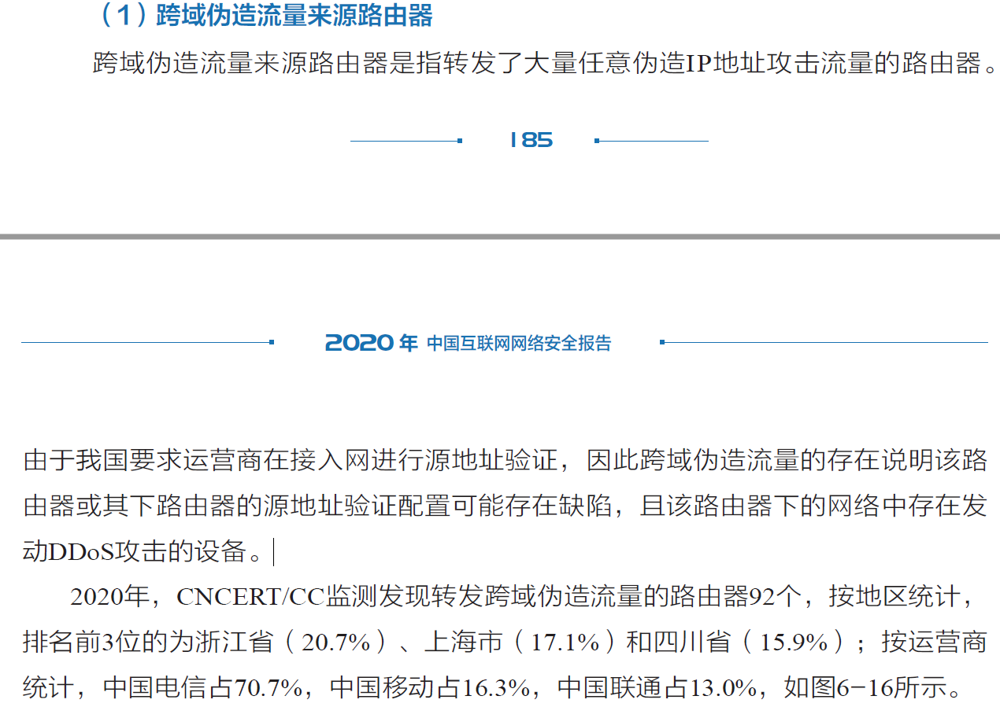 （1）跨域伪造流量来源路由器
跨域伪造流量来源路由器是指转发了大量任意伪造IP地址攻击流量的路由器。
185
2020 年 中国互联网网络安全报告
由于我国要求运营商在接入网进行源地址验证，因此跨域伪造流量的存在说明该路
由器或其下路由器的源地址验证配置可能存在缺陷，且该路由器下的网络中存在发
动DDoS攻击的设备。
2020年，CNCERT/CC监测发现转发跨域伪造流量的路由器92个，按地区统计，
排名前3位的为浙江省（20.7%）、上海市（17.1%）和四川省（15.9%）；按运营商
统计，中国电信占70.7%，中国移动占16.3%，中国联通占13.0%，如图6-16所示。